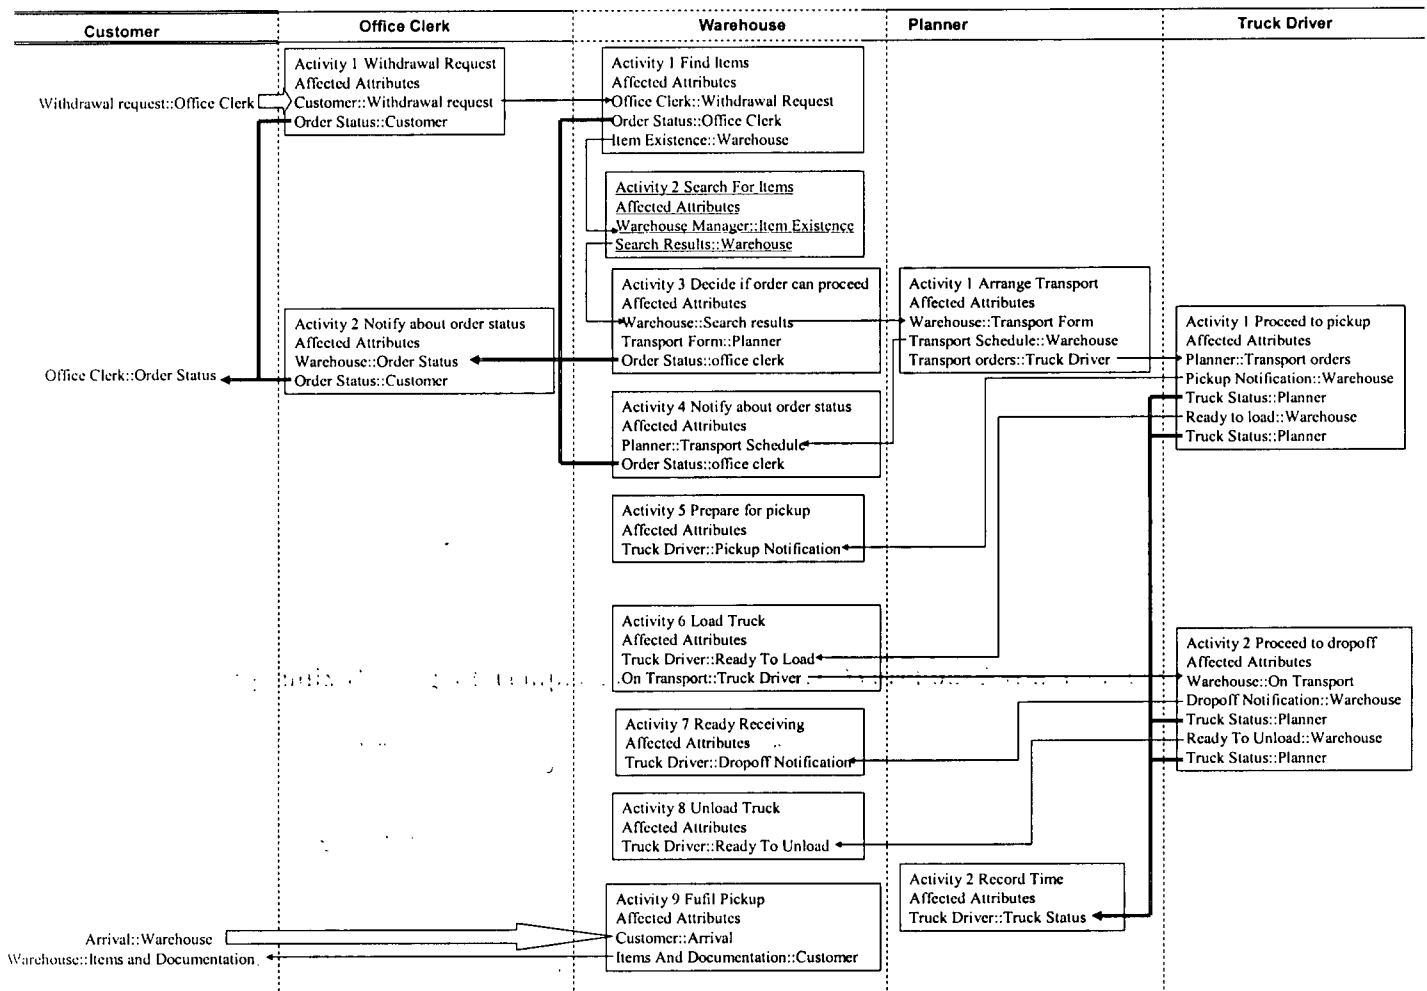 Customer
Office Clerk
Warehouse
Planner
Truck Driver
Withdrawal request::Office Clerk
Office Clerk::Order Status
Arrival::Warehouse
Warehouse::Items and Documentation
Activity 1 Withdrawal Request
Affected Attributes
Customer::Withdrawal request
Order Status::Customer
Activity 2 Notify about order status
Affected Attributes
Warehouse::Order Status
Order Status::Customer
Activity 1 Find Items
Affected Attributes
Office Clerk::Withdrawal Request
Order Status::Office Clerk
Item Existence::Warehouse
Activity 2 Search For Items
Affected Attributes
Warehouse Manager::Item Existence
Search Results::Warehouse
Activity 3 Decide if order can proceed
Affected Attributes
Warehouse::Search results
Transport Form::Planner
Order Status::office clerk
Activity 4 Notify about order status
Affected Attributes
Planner::Transport Schedule
Order Status::office clerk
Activity 5 Prepare for pickup
Affected Attributes
Truck Driver::Pickup Notification
Activity 6 Load Truck
Affected Attributes
Truck Driver::Ready To Load
On Transport::Truck Driver
Activity 7 Ready Receiving
Affected Attributes
Truck Driver::Dropoff Notification
Activity 8 Unload Truck
Affected Attributes
Truck Driver::Ready To Unload
Activity 9 Fufil Pickup
Affected Attributes
Customer::Arrival
Items And Documentation::Customer
Activity 1 Arrange Transport
Affected Attributes
Warehouse::Transport Form
Transport Schedule::Warehouse
Transport orders::Truck Driver
Activity 2 Record Time
Affected Attributes
Truck Driver::Truck Status
Activity 1 Proceed to pickup
Affected Attributes
Planner::Transport orders
Pickup Notification::Warehouse
Truck Status::Planner
Ready to load::Warehouse
Truck Status::Planner
Activity 2 Proceed to dropoff
Affected Attributes
Warehouse::On Transport
Dropoff Notification::Warehouse
Truck Status::Planner
Ready To Unload::Warehouse
Truck Status::Planner